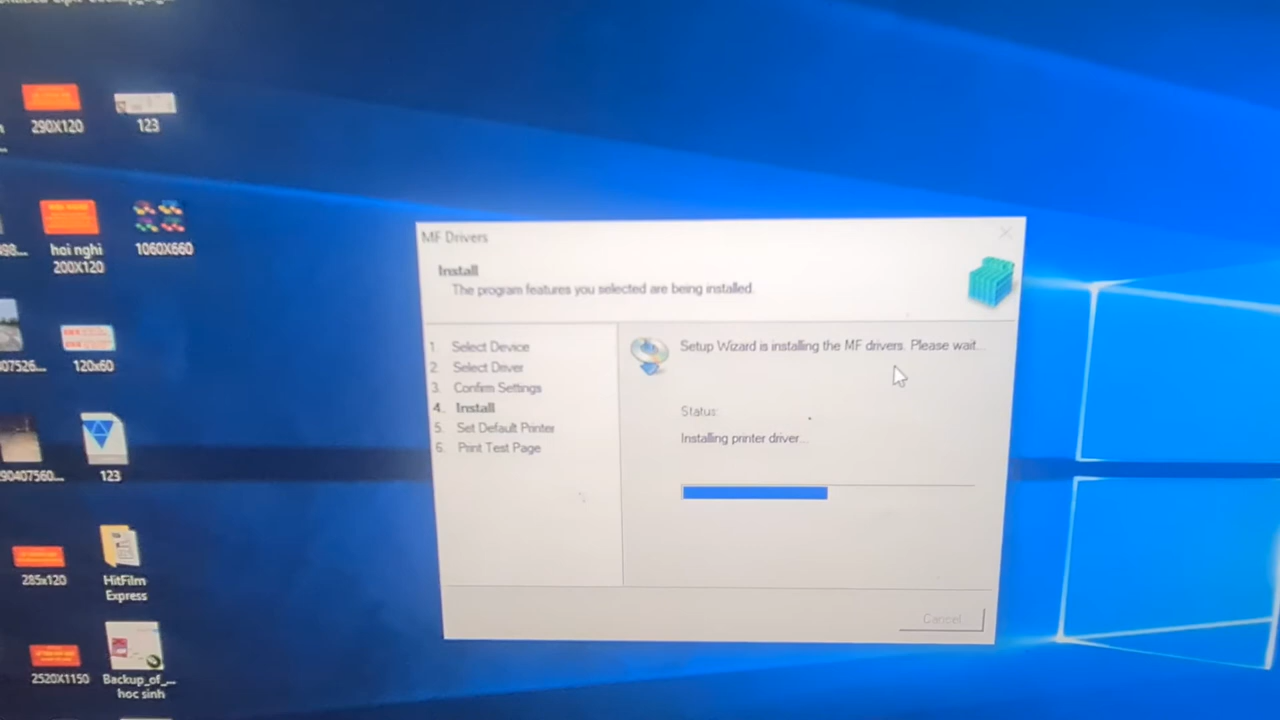 290X120
123
hoi nghi
200X120
1060X660
07526...
120x60
90407560...
123
285x120
HitFilm
Express
2520X1150
Backup_of_...
hoc sinh
MF Drivers
Install
The program features you selected are being installed.
1. Select Device
2. Select Driver
3. Confirm Settings
4. Install
5. Set Default Printer
6. Print Test Page
Setup Wizard is installing the MF drivers. Please wait...
Status:
Installing printer driver...
Cancel